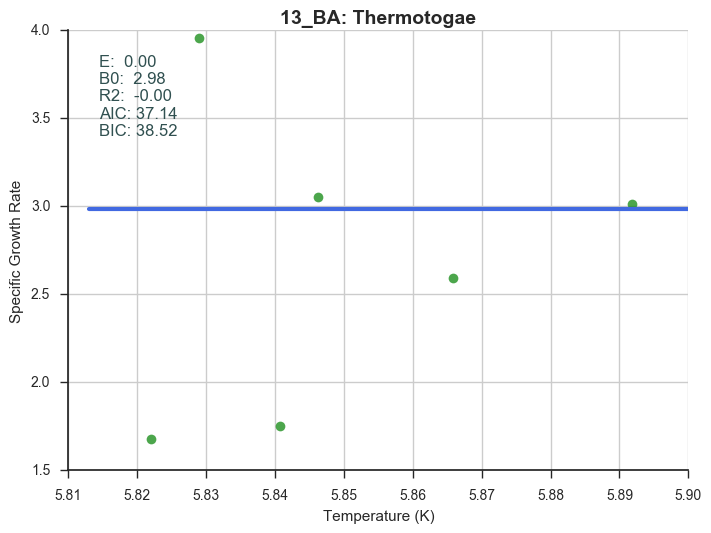 13_BA: Thermotogae
4.0
E:  0.00
B0:  2.98
R2:  -0.00
AIC: 37.14
BIC: 38.52
3.5
3.0
2.5
2.0
1.5
Specific Growth Rate
5.81 5.82 5.83 5.84 5.85 5.86 5.87 5.88 5.89 5.90
Temperature (K)